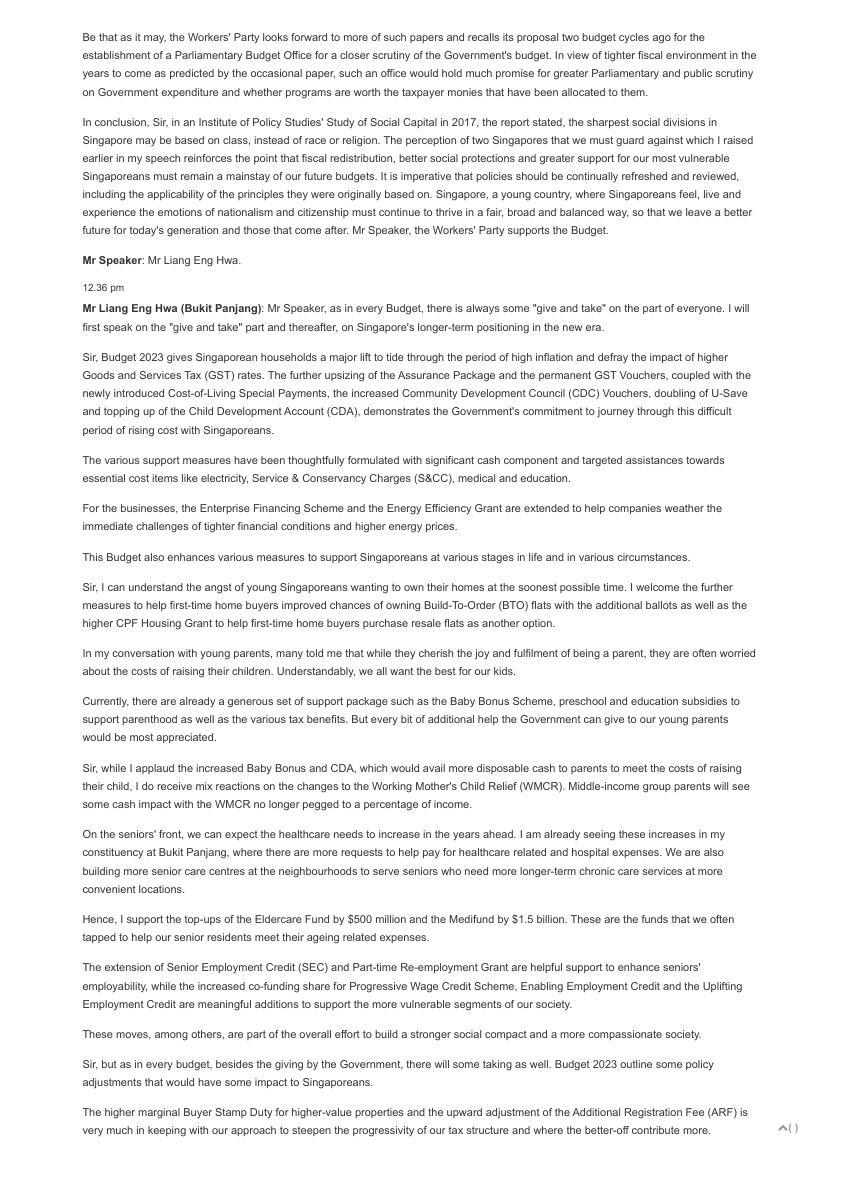 Be that as it may, the Workers' Party looks forward to more of such papers and recalls its proposal two budget cycles ago for the
establishment of a Parliamentary Budget Office for a closer scrutiny of the Government's budget. In view of tighter fiscal environment in the
years to come as predicted by the occasional paper, such an office would hold much promise for greater Parliamentary and public scrutiny
on Government expenditure and whether programs are worth the taxpayer monies that have been allocated to them.
In conclusion, Sir, in an Institute of Policy Studies' Study of Social Capital in 2017, the report stated, the sharpest social divisions in
Singapore may be based on class, instead of race or religion. The perception of two Singapores that we must guard against which I raised
earlier in my speech reinforces the point that fiscal redistribution, better social protections and greater support for our most vulnerable
Singaporeans must remain a mainstay of our future budgets. It is imperative that policies should be continually refreshed and reviewed,
including the applicability of the principles they were originally based on. Singapore, a young country, where Singaporeans feel, live and
experience the emotions of nationalism and citizenship must continue to thrive in a fair, broad and balanced way, so that we leave a better
future for today's generation and those that come after. Mr Speaker, the Workers' Party supports the Budget.
Mr Speaker: Mr Liang Eng Hwa.
12.36 pm
Mr Liang Eng Hwa (Bukit Panjang): Mr Speaker, as in every Budget, there is always some "give and take" on the part of everyone. I will
first speak on the "give and take" part and thereafter, on Singapore's longer-term positioning in the new era.
Sir, Budget 2023 gives Singaporean households a major lift to tide through the period of high inflation and defray the impact of higher
Goods and Services Tax (GST) rates. The further upsizing of the Assurance Package and the permanent GST Vouchers, coupled with the
newly introduced Cost-of-Living Special Payments, the increased Community Development Council (CDC) Vouchers, doubling of U-Save
and topping up of the Child Development Account (CDA), demonstrates the Government's commitment to journey through this difficult
period of rising cost with Singaporeans.
The various support measures have been thoughtfully formulated with significant cash component and targeted assistances towards
essential cost items like electricity, Service & Conservancy Charges (S&CC), medical and education.
For the businesses, the Enterprise Financing Scheme and the Energy Efficiency Grant are extended to help companies weather the
immediate challenges of tighter financial conditions and higher energy prices.
This Budget also enhances various measures to support Singaporeans at various stages in life and in various circumstances.
Sir, I can understand the angst of young Singaporeans wanting to own their homes at the soonest possible time. I welcome the further
measures to help first-time home buyers improved chances of owning Build-To-Order (BTO) flats with the additional ballots as well as the
higher CPF Housing Grant to help first-time home buyers purchase resale flats as another option.
In my conversation with young parents, many told me that while they cherish the joy and fulfilment of being a parent, they are often worried
about the costs of raising their children. Understandably, we all want the best for our kids.
Currently, there are already a generous set of support package such as the Baby Bonus Scheme, preschool and education subsidies to
support parenthood as well as the various tax benefits. But every bit of additional help the Government can give to our young parents
would be most appreciated.
Sir, while I applaud the increased Baby Bonus and CDA, which would avail more disposable cash to parents to meet the costs of raising
their child, I do receive mix reactions on the changes to the Working Mother's Child Relief (WMCR). Middle-income group parents will see
some cash impact with the WMCR no longer pegged to a percentage of income.
On the seniors' front, we can expect the healthcare needs to increase in the years ahead. I am already seeing these increases in my
constituency at Bukit Panjang, where there are more requests to help pay for healthcare related and hospital expenses. We are also
building more senior care centres at the neighbourhoods to serve seniors who need more longer-term chronic care services at more
convenient locations.
Hence, I support the top-ups of the Eldercare Fund by $500 million and the Medifund by $1.5 billion. These are the funds that we often
tapped to help our senior residents meet their ageing related expenses.
The extension of Senior Employment Credit (SEC) and Part-time Re-employment Grant are helpful support to enhance seniors'
employability, while the increased co-funding share for Progressive Wage Credit Scheme, Enabling Employment Credit and the Uplifting
Employment Credit are meaningful additions to support the more vulnerable segments of our society.
These moves, among others, are part of the overall effort to build a stronger social compact and a more compassionate society.
Sir, but as in every budget, besides the giving by the Government, there will some taking as well. Budget 2023 outline some policy
adjustments that would have some impact to Singaporeans.
The higher marginal Buyer Stamp Duty for higher-value properties and the upward adjustment of the Additional Registration Fee (ARF) is
very much in keeping with our approach to steepen the progressivity of our tax structure and where the better-off contribute more.
( )